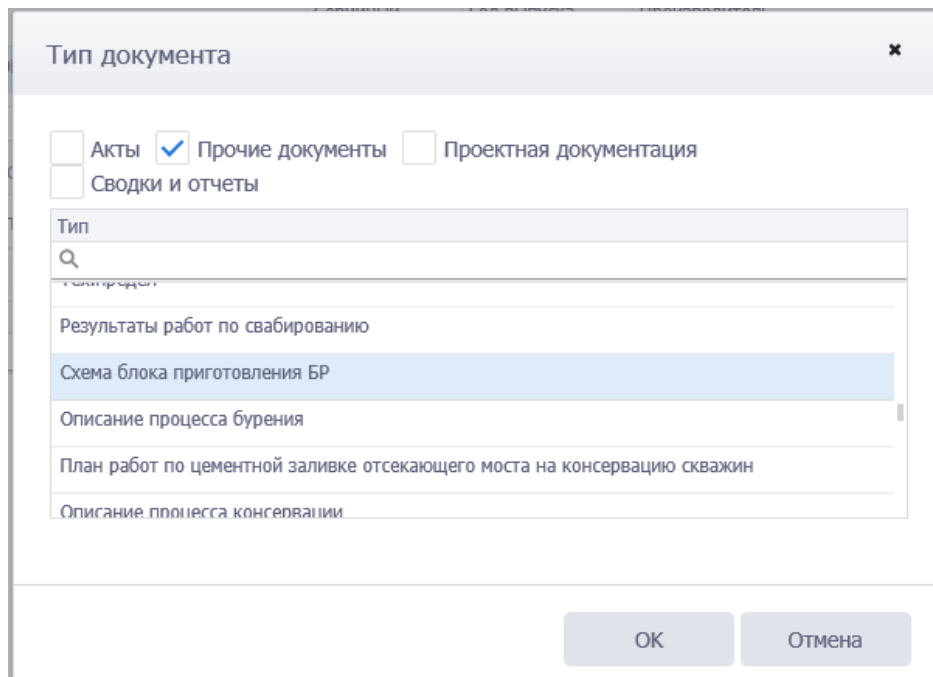 Тип документа
Акты Прочие документы Проектная документация
Сводки и отчеты
Тип
Результаты работ по свабированию
Схема блока приготовления БР
Описание процесса бурения
План работ по цементной заливке отсекающего моста на консервацию скважин
Описание процесса консервации
OK Отмена